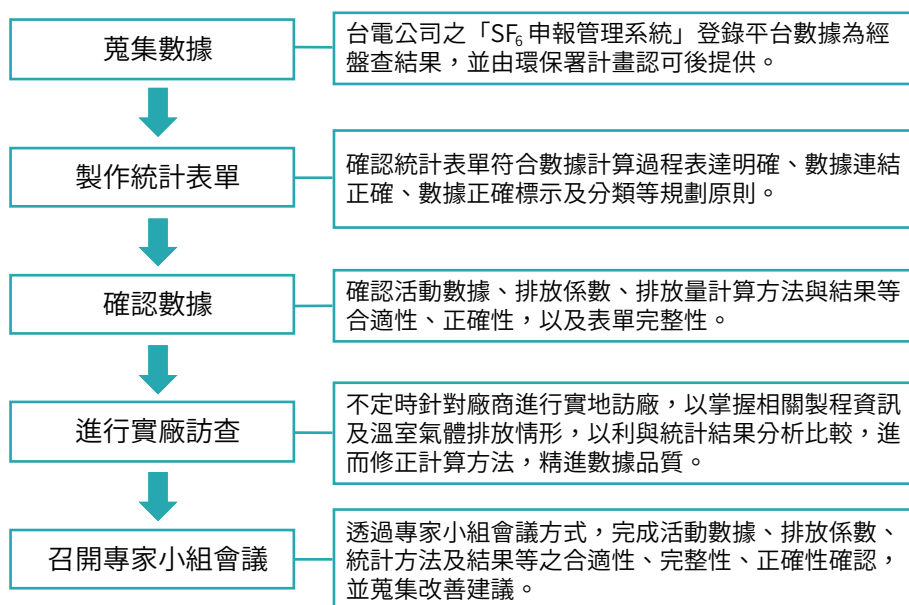 蒐集數據
台電公司之「SF₆ 申報管理系統」登錄平台數據為經
盤查結果，並由環保署計畫認可後提供。
製作統計表單
確認統計表單符合數據計算過程表達明確、數據連結
正確、數據正確標示及分類等規劃原則。
確認數據
確認活動數據、排放係數、排放量計算方法與結果等
合適性、正確性，以及表單完整性。
進行實廠訪查
不定時針對廠商進行實地訪廠，以掌握相關製程資訊
及溫室氣體排放情形，以利與統計結果分析比較，進
而修正計算方法，精進數據品質。
召開專家小組會議
透過專家小組會議方式，完成活動數據、排放係數、
統計方法及結果等之合適性、完整性、正確性確認，
並蒐集改善建議。